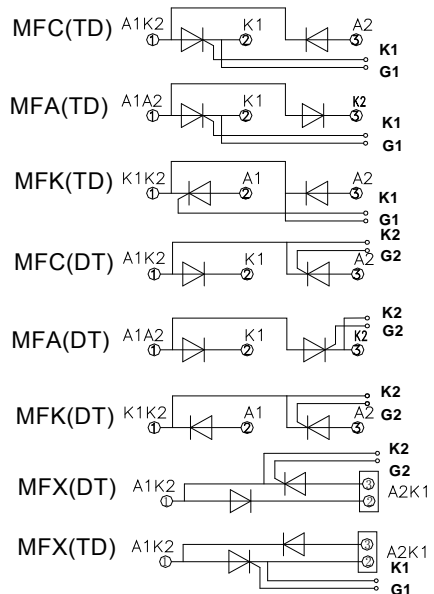 MFC(TD) A1K2 K1 A2
1 2 3
K1
G1
MFA(TD) A1A2 K1 K2
1 2 3
K1
G1
MFK(TD) K1K2 A1 A2
1 2 3
K1
G1
K2
MFC(DT) A1K2 K1 G2 A2
1 2 3
K2
G2
MFA(DT) A1A2 K1 K2
1 2 3
K2
G2
MFK(DT) K1K2 A1 A2
1 2 3
K2
G2
MFX(DT) A1K2 3 A2K1
1 2
MFX(TD) A1K2 3 A2K1
1 2
K1
G1